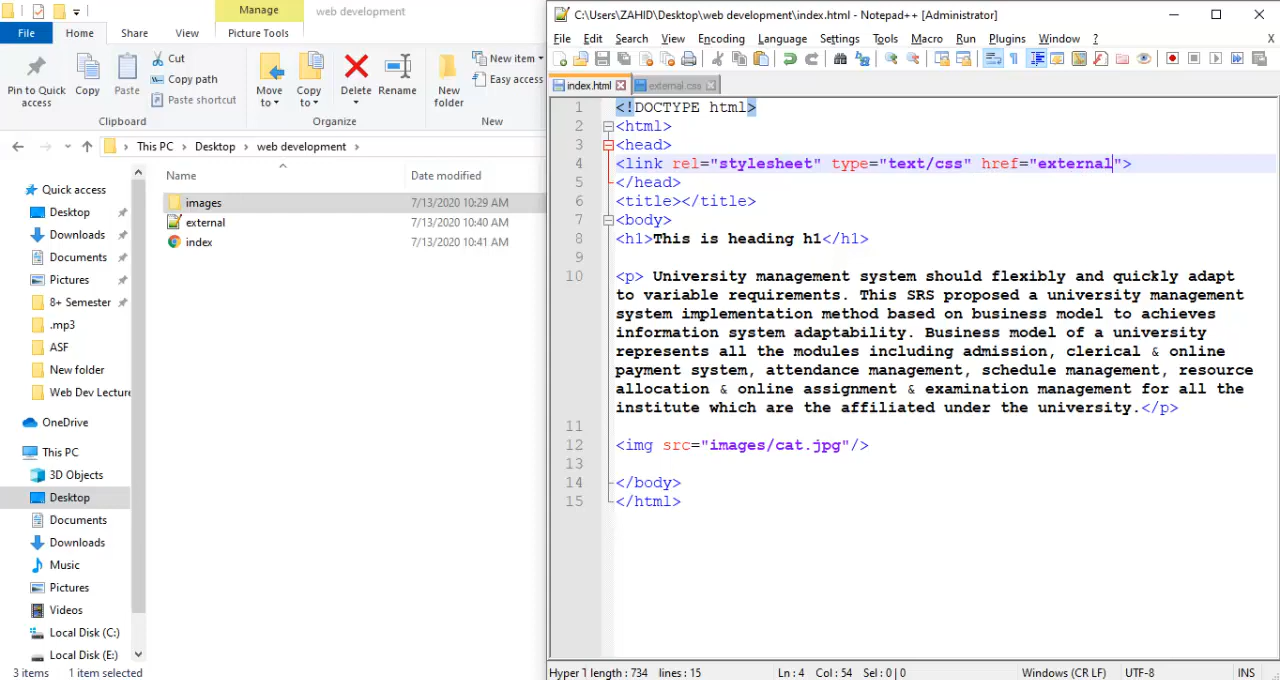 Manage
web development
File
Home
Share
View
Picture Tools
Pin to Quick access
Copy
Paste
Cut
Copy path
Paste shortcut
Clipboard
Move to
Copy to
Delete
Rename
Organize
New folder
New item
Easy access
New
This PC
Desktop
web development
Quick access
Desktop
Downloads
Documents
Pictures
8+ Semester
.mp3
ASF
New folder
Web Dev Lecture
OneDrive
This PC
3D Objects
Desktop
Documents
Downloads
Music
Pictures
Videos
Local Disk (C:)
Local Disk (E:)
Name
Date modified
images 7/13/2020 10:29 AM
external 7/13/2020 10:40 AM
index 7/13/2020 10:41 AM
3 items 1 item selected
C:\Users\ZAHID\Desktop\web development\index.html - Notepad++ [Administrator]
File Edit Search View Encoding Language Settings Tools Macro Run Plugins Window ? X
index.html external.css
1 <!DOCTYPE html>
2 <html>
3 <head>
4 <link rel="stylesheet" type="text/css" href="external">
5 </head>
6 <title></title>
7 <body>
8 <h1>This is heading h1</h1>
9
10 <p> University management system should flexibly and quickly adapt
to variable requirements. This SRS proposed a university management
system implementation method based on business model to achieves
information system adaptability. Business model of a university
represents all the modules including admission, clerical & online
payment system, attendance management, schedule management, resource
allocation & online assignment & examination management for all the
institute which are the affiliated under the university.</p>
11
12 <img src="images/cat.jpg"/>
13
14 </body>
15 </html>
Hyper T length : 734 lines : 15 Ln : 4 Col : 54 Sel : 0 | 0 Windows (CR LF) UTF-8 INS